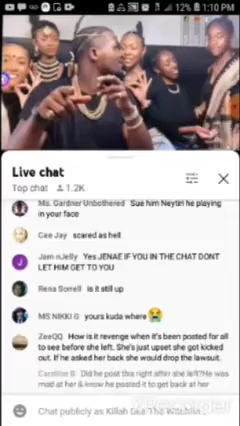 12% 1:10 PM
Live chat
Top chat 1.2K
Ms. Gardner Unbothered Sue him Neytiri he playing
in your face
Cee Jay scared as hell
Jam nJelly Yes JENAE IF YOU IN THE CHAT DONT
LET HIM GET TO YOU
Rena Sorrell is it still up
MS NIKKI G yours kuda where 😭
ZeeQQ How is it revenge when it's been posted for all
to see before she left. She's just upset she got kicked
out. If he asked her back she would drop the lawsuit.
Caroline B Did he post this right after she left?He was
mad at her & know he posted it to get back at her
Chat publicly as Killah Dee The
Recorder